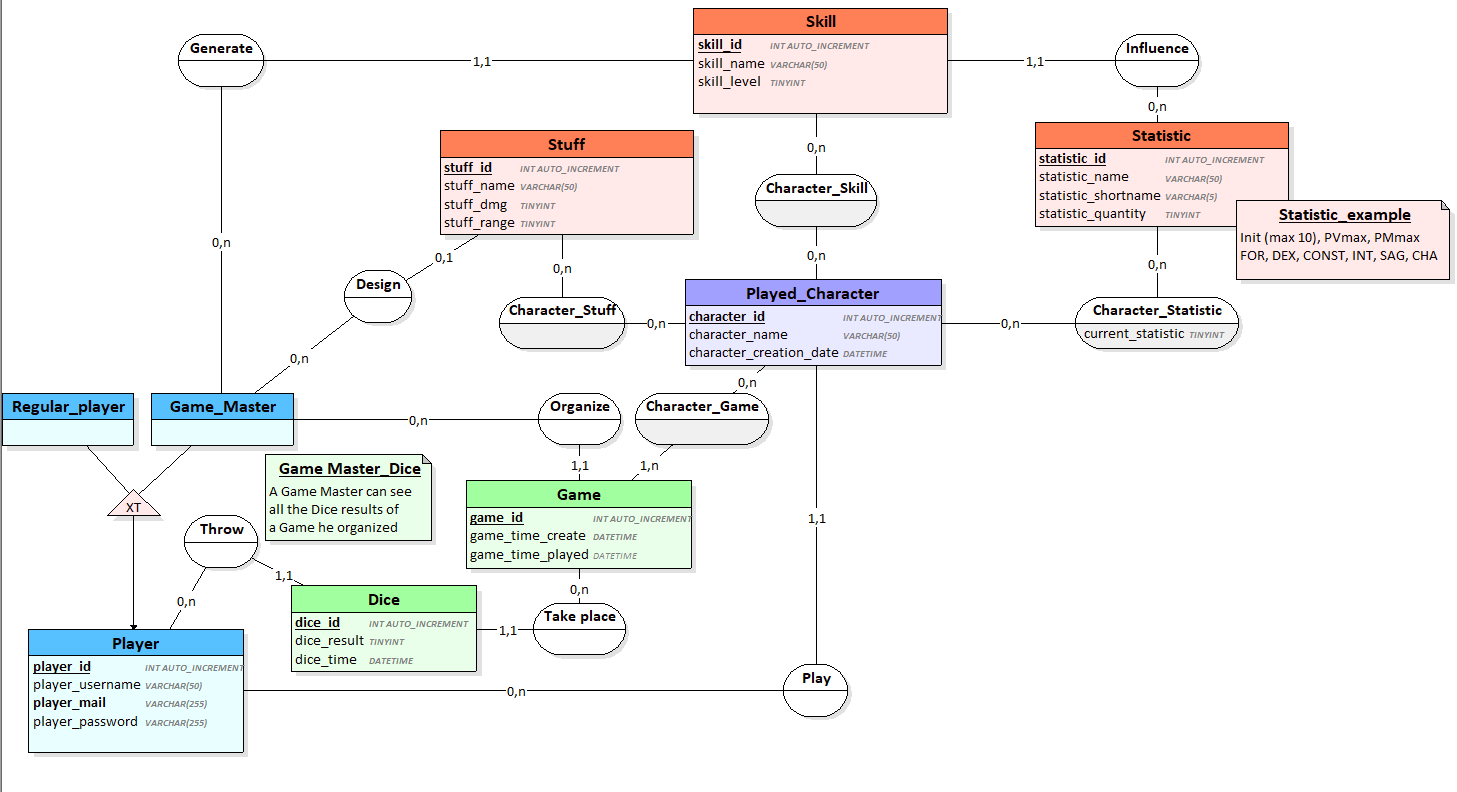 Skill
skill_id INT AUTO_INCREMENT
skill_name VARCHAR(50)
skill_level TINYINT
Generate
1,1
1,1
Influence
0,n
0,n
Statistic
statistic_id INT AUTO_INCREMENT
statistic_name VARCHAR(50)
statistic_shortname VARCHAR(5)
statistic_quantity TINYINT
Statistic_example
Init (max 10), PVmax, PMmax
FOR, DEX, CONST, INT, SAG, CHA
Stuff
stuff_id INT AUTO_INCREMENT
stuff_name VARCHAR(50)
stuff_dmg TINYINT
stuff_range TINYINT
0,n
Character_Skill
0,n
0,n
0,1
0,n
0,n
Design
Character_Stuff
0,n
Played_Character
character_id INT AUTO_INCREMENT
character_name VARCHAR(50)
character_creation_date DATETIME
0,n
Character_Statistic
current_statistic TINYINT
0,n
0,n
Regular_player
Game_Master
0,n
Organize
Character_Game
1,1
1,n
Game Master_Dice
A Game Master can see
all the Dice results of
a Game he organized
XT
Game
game_id INT AUTO_INCREMENT
game_time_create DATETIME
game_time_played DATETIME
1,1
Throw
1,1
0,n
0,n
Dice
dice_id INT AUTO_INCREMENT
dice_result TINYINT
dice_time DATETIME
1,1
Take place
Player
player_id INT AUTO_INCREMENT
player_username VARCHAR(50)
player_mail VARCHAR(255)
player_password VARCHAR(255)
0,n
Play